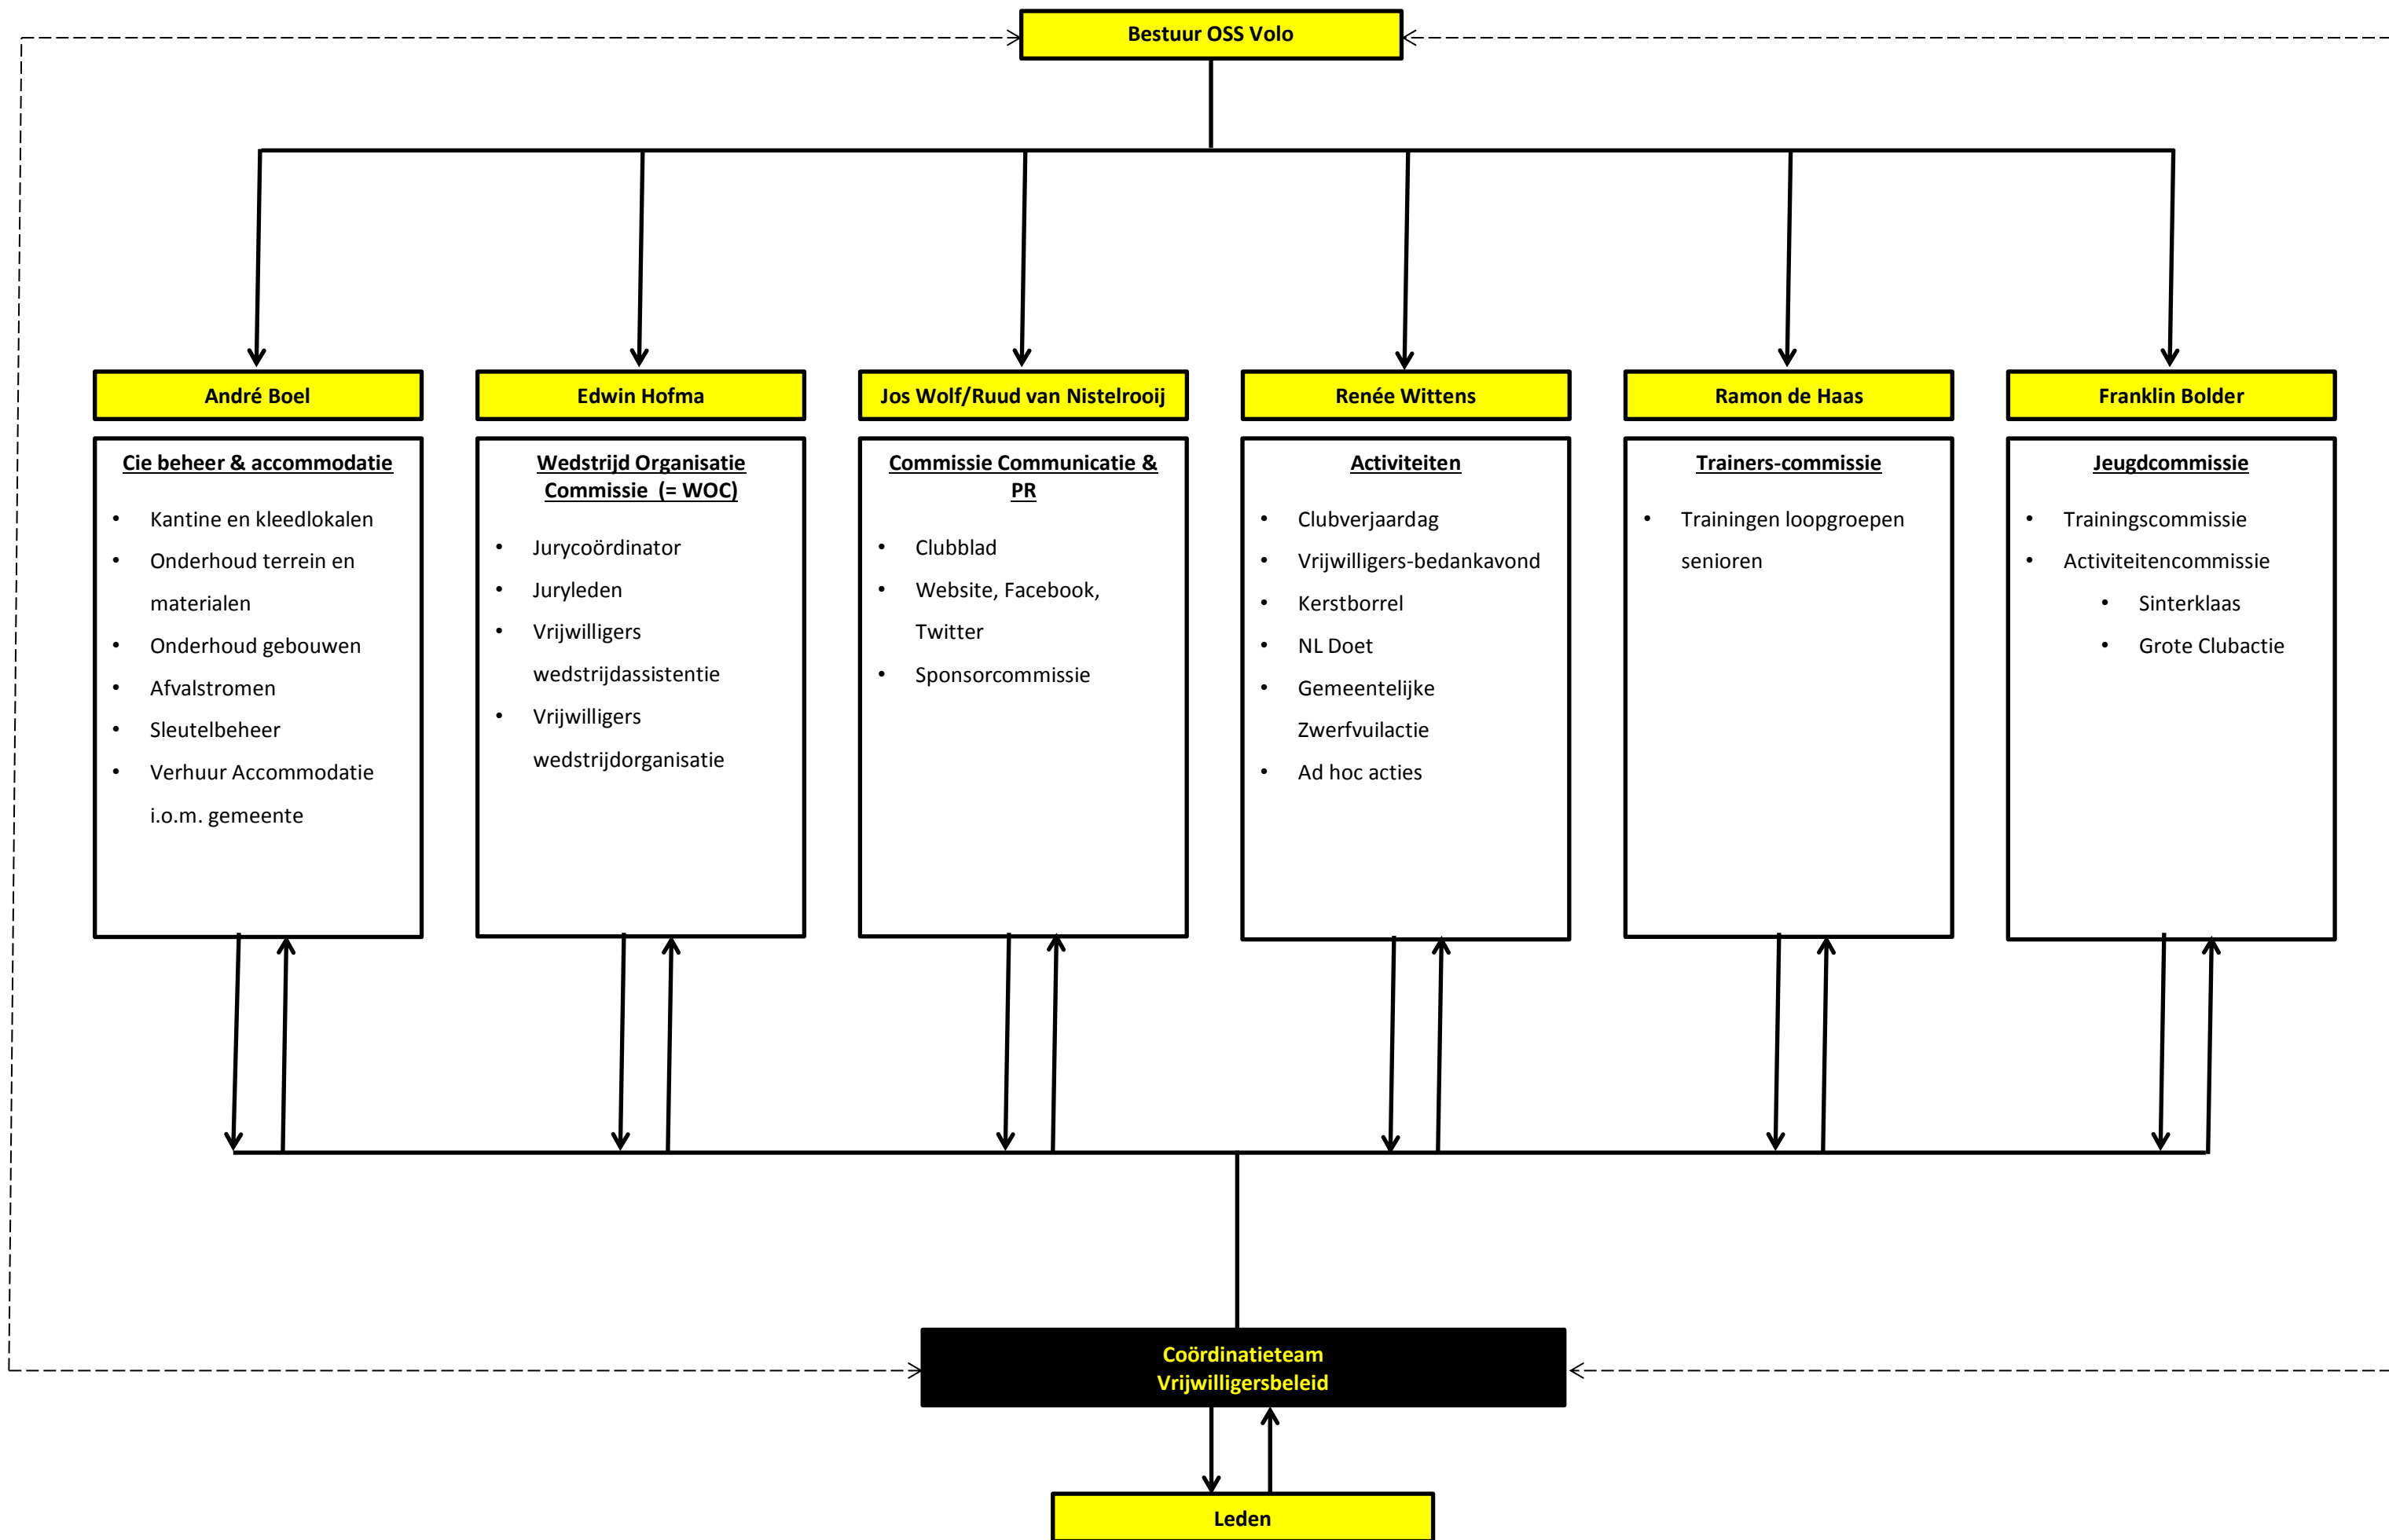 Bestuur OSS Volo
André Boel
Cie beheer & accommodatie
• Kantine en kleedlokalen
• Onderhoud terrein en
materialen
• Onderhoud gebouwen
• Afvalstromen
• Sleutelbeheer
• Verhuur Accommodatie
i.o.m. gemeente
Edwin Hofma
Wedstrijd Organisatie
Commissie (= WOC)
• Jurycoördinator
• Juryleden
• Vrijwilligers
wedstrijdassistentie
• Vrijwilligers
wedstrijdorganisatie
Jos Wolf/Ruud van Nistelrooij
Commissie Communicatie &
PR
• Clubblad
• Website, Facebook,
Twitter
• Sponsorcommissie
Renée Wittens
Activiteiten
• Clubverjaardag
• Vrijwilligers-bedankavond
• Kerstborrel
• NL Doet
• Gemeentelijke
Zwerfvuilactie
• Ad hoc acties
Ramon de Haas
Trainers-commissie
• Trainingen loopgroepen
senioren
Franklin Bolder
Jeugdcommissie
• Trainingscommissie
• Activiteitencommissie
• Sinterklaas
• Grote Clubactie
Coördinatieteam
Vrijwilligersbeleid
Leden